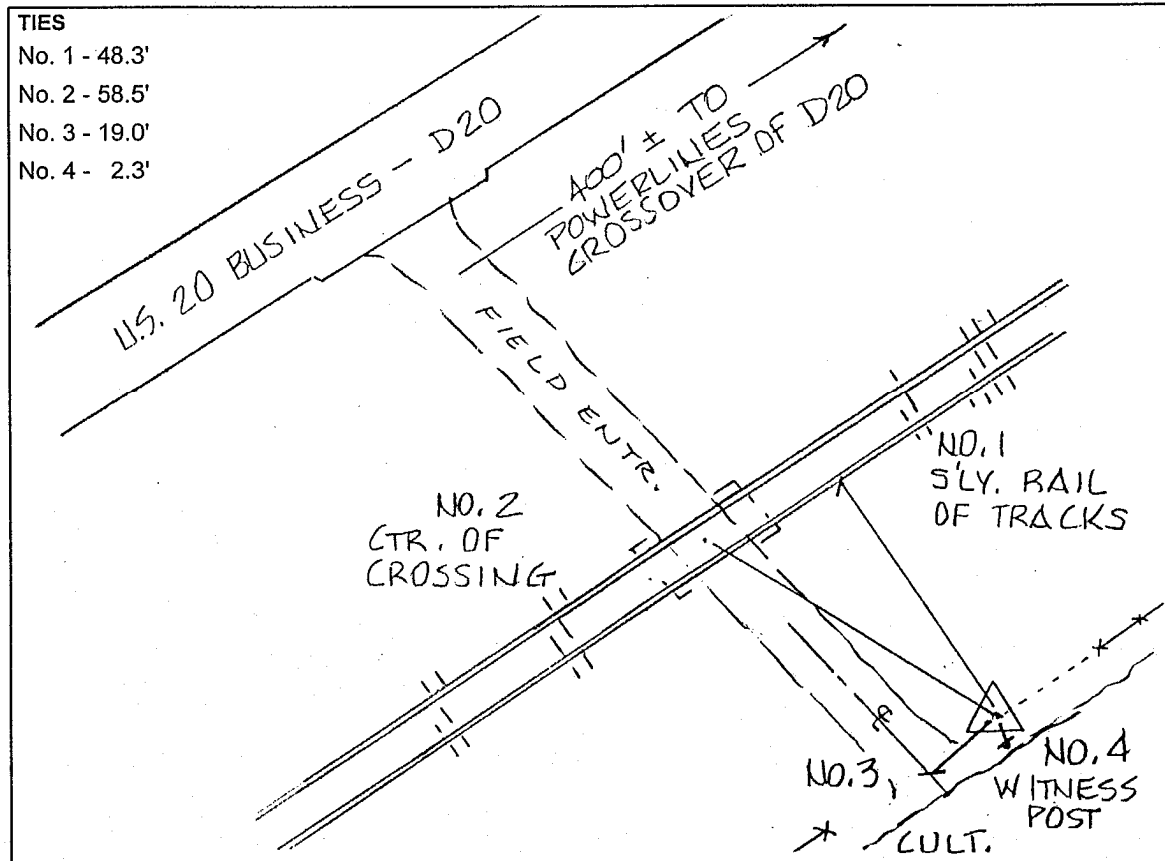 TIES
No. 1 - 48.3'
No. 2 - 58.5'
No. 3 - 19.0'
No. 4 - 2.3'
U.S. 20 BUSINESS - D20
400' ± TO
POWERLINES
CROSSOVER OF D20
FIELD ENTR.
NO. 1
S'LY. RAIL
OF TRACKS
NO. 2
CTR. OF
CROSSING
NO. 3
NO. 4
WITNESS
POST
CULT.